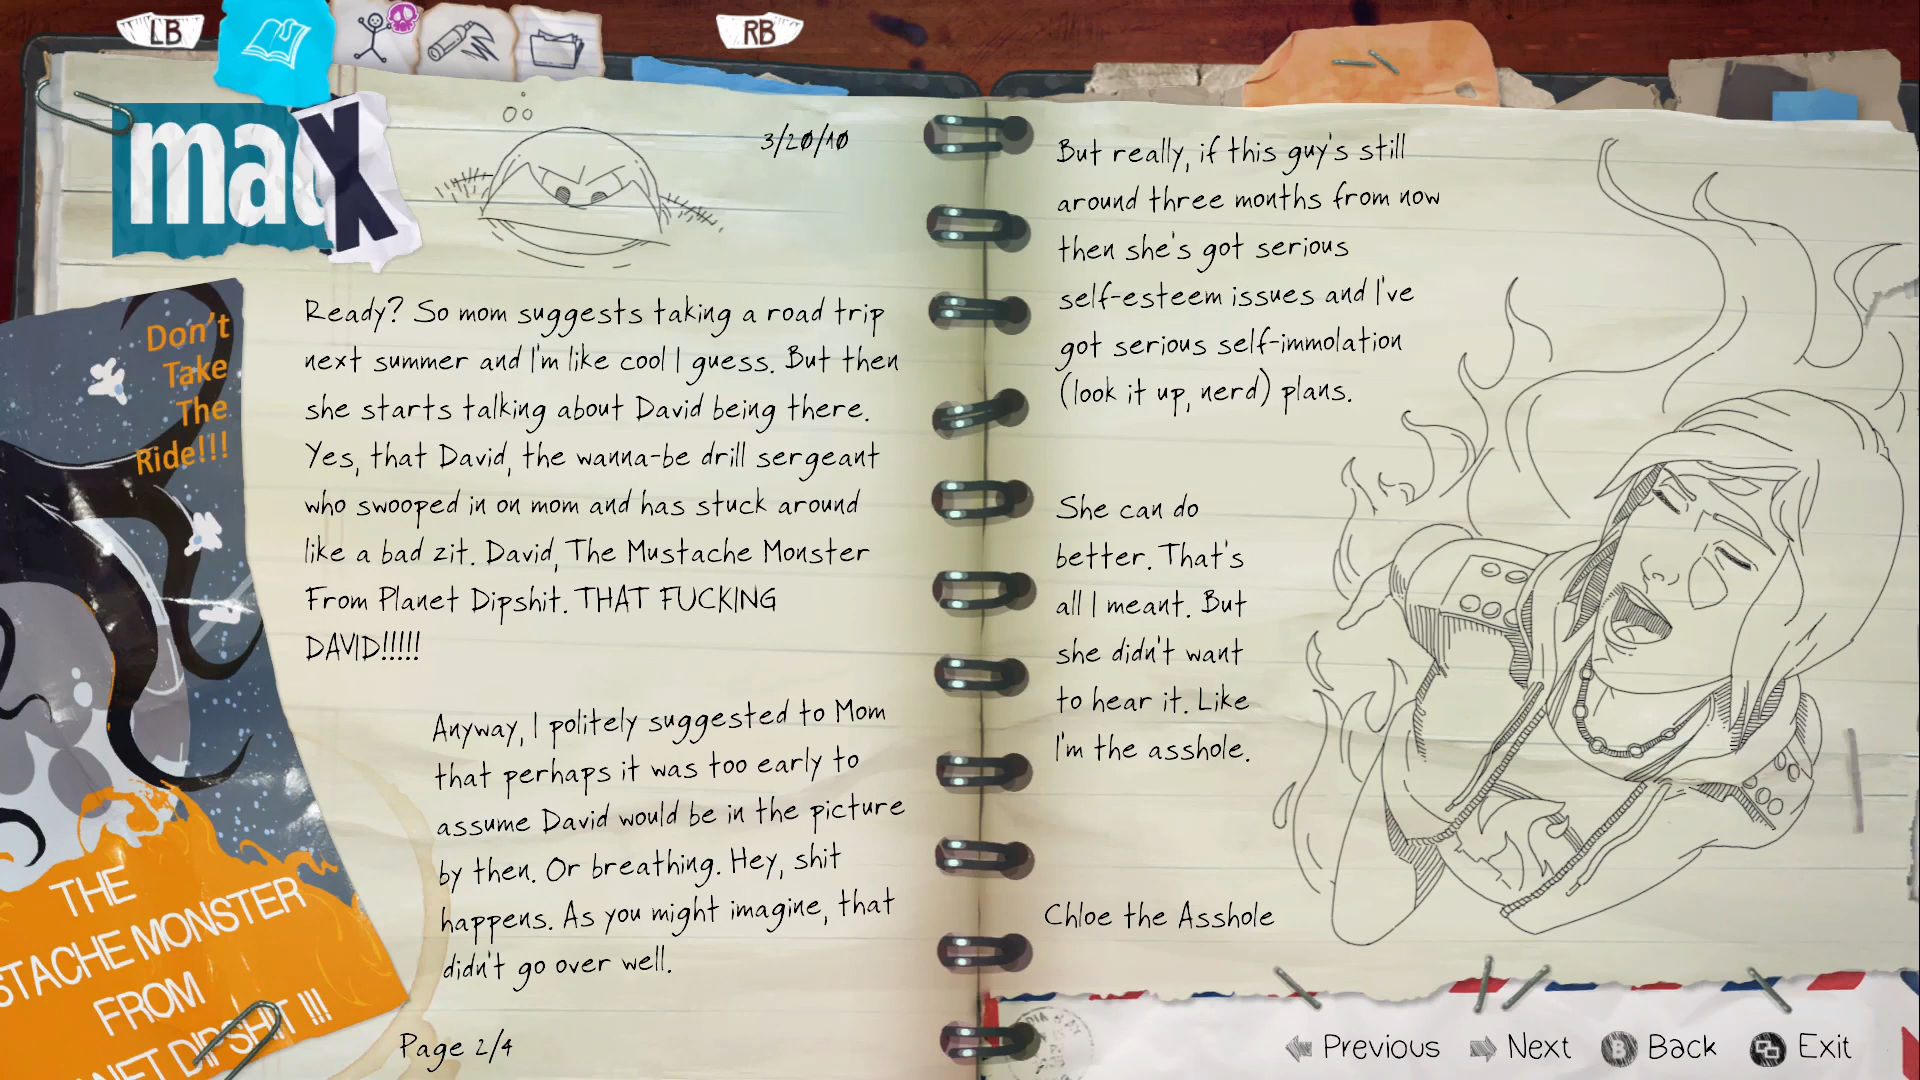 LB
RB
madX
3/20/10
Don't
Take
The
Ride!!!
Ready? So mom suggests taking a road trip
next summer and I'm like cool I guess. But then
she starts talking about David being there.
Yes, that David, the wanna-be drill sergeant
who swooped in on mom and has stuck around
like a bad zit. David, The Mustache Monster
From Planet Dipshit. THAT FUCKING
DAVID!!!!!
Anyway, I politely suggested to Mom
that perhaps it was too early to
assume David would be in the picture
by then. Or breathing. Hey, shit
happens. As you might imagine, that
didn't go over well.
THE
STACHE MONSTER
FROM
NET DIPSHIT !!!
Page 2/4
But really, if this guy's still
around three months from now
then she's got serious
self-esteem issues and I've
got serious self-immolation
(look it up, nerd) plans.
She can do
better. That's
all I meant. But
she didn't want
to hear it. Like
I'm the asshole.
Chloe the Asshole
Previous
Next
B Back
Exit